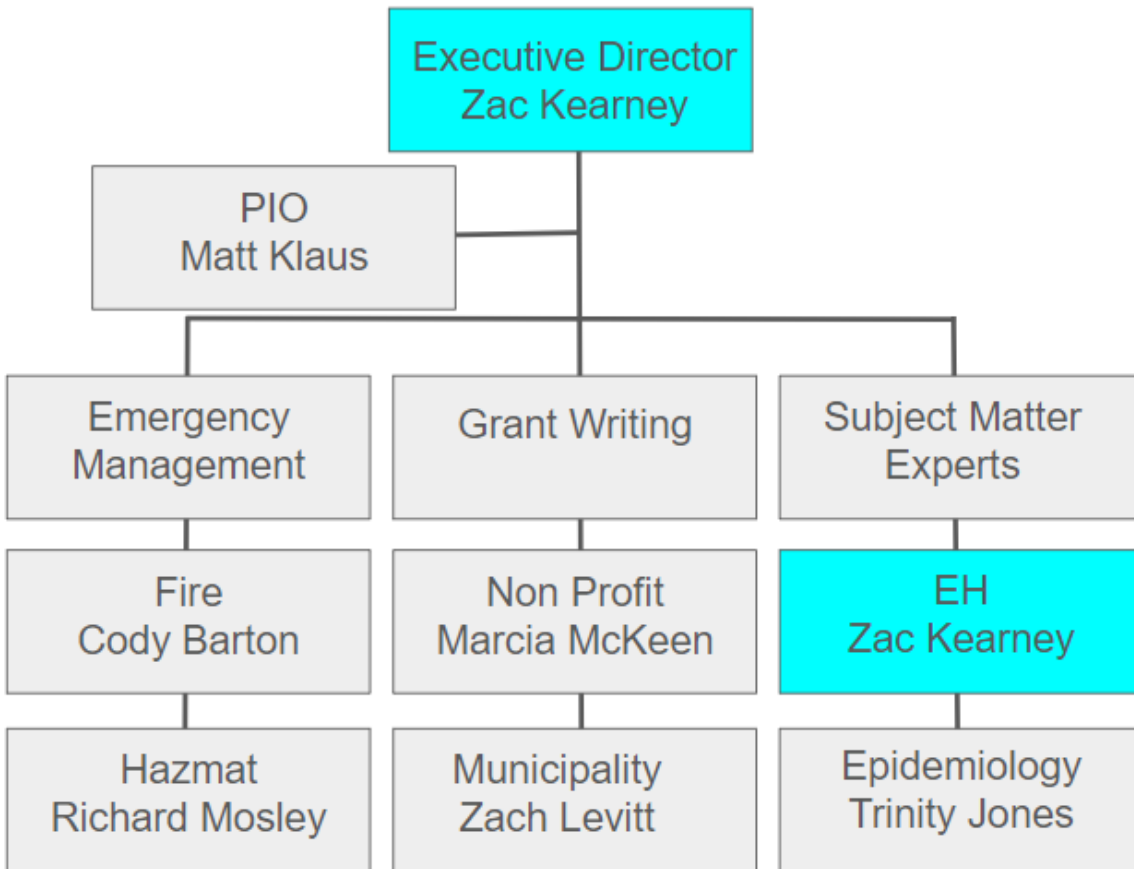 Executive Director
Zac Kearney
PIO
Matt Klaus
Emergency
Management
Grant Writing
Subject Matter
Experts
Fire
Cody Barton
Non Profit
Marcia McKeen
EH
Zac Kearney
Hazmat
Richard Mosley
Municipality
Zach Levitt
Epidemiology
Trinity Jones